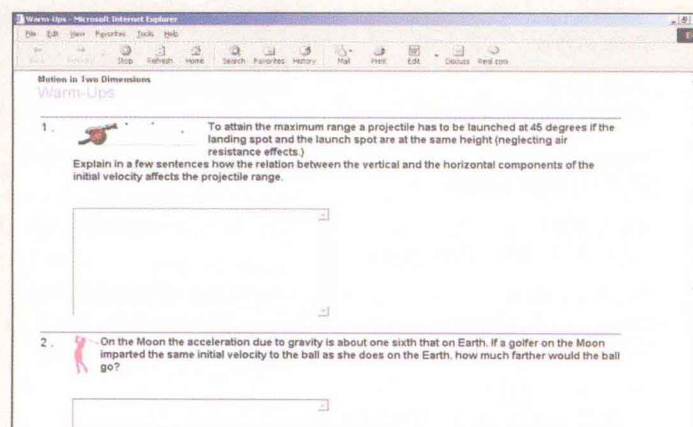 Warm-Ups - Microsoft Internet Explorer
File Edit View Favorites Tools Help
Back Stop Refresh Home Search Favorites History Mail Print Edit Discuss Real.com
Motion in Two Dimensions
Warm-Ups
1. To attain the maximum range a projectile has to be launched at 45 degrees if the
landing spot and the launch spot are at the same height (neglecting air
resistance effects.)
Explain in a few sentences how the relation between the vertical and the horizontal components of the
initial velocity affects the projectile range.
2. On the Moon the acceleration due to gravity is about one sixth that on Earth. If a golfer on the Moon
imparted the same initial velocity to the ball as she does on the Earth, how much farther would the ball
go?